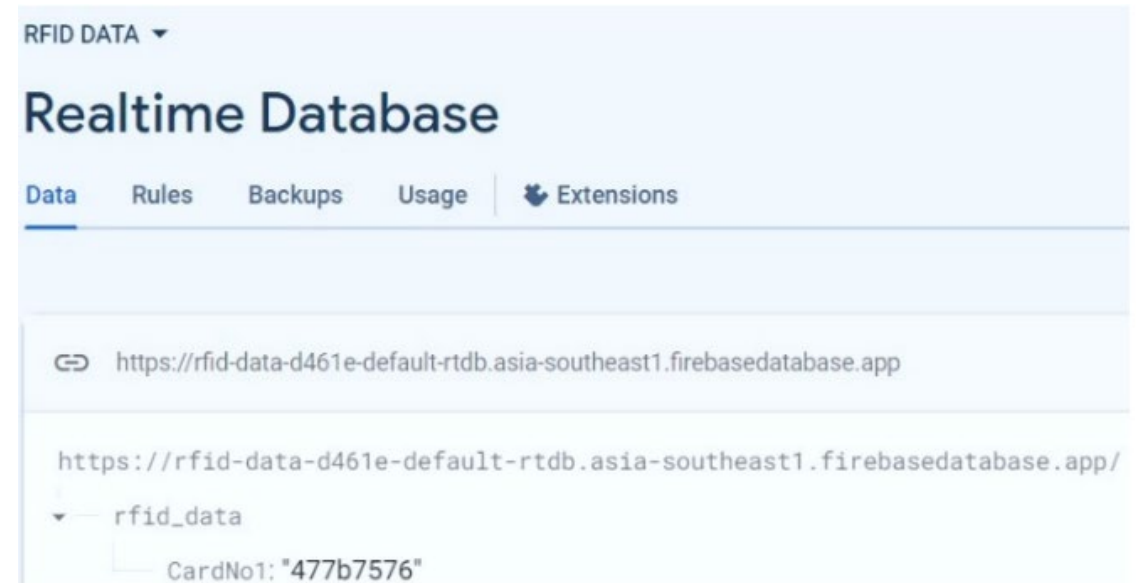 RFID DATA
Realtime Database
Data Rules Backups Usage Extensions
https://rfid-data-d461e-default-rtdb.asia-southeast1.firebasedatabase.app
https://rfid-data-d461e-default-rtdb.asia-southeast1.firebasedatabase.app/
rfid_data
CardNo1: "477b7576"